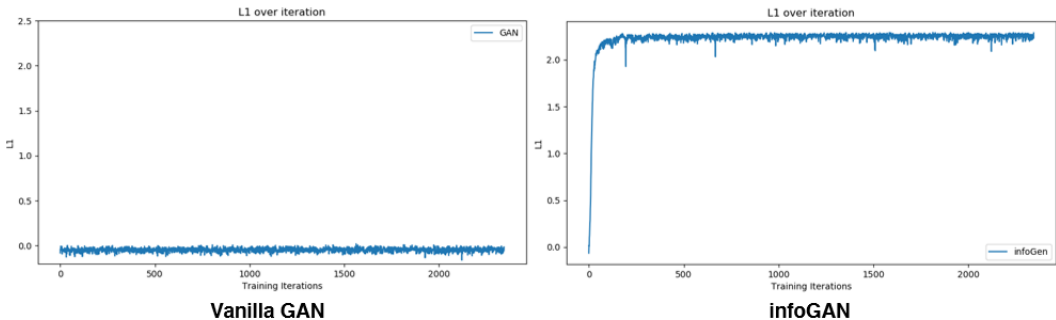 L1 over iteration
2.5
2.0
1.5
1.0
0.5
0.0
L1
GAN
0 500 1000 1500 2000
Training Iterations
Vanilla GAN
L1 over iteration
2.0
1.5
1.0
0.5
0.0
L1
infoGen
0 500 1000 1500 2000
Training Iterations
infoGAN